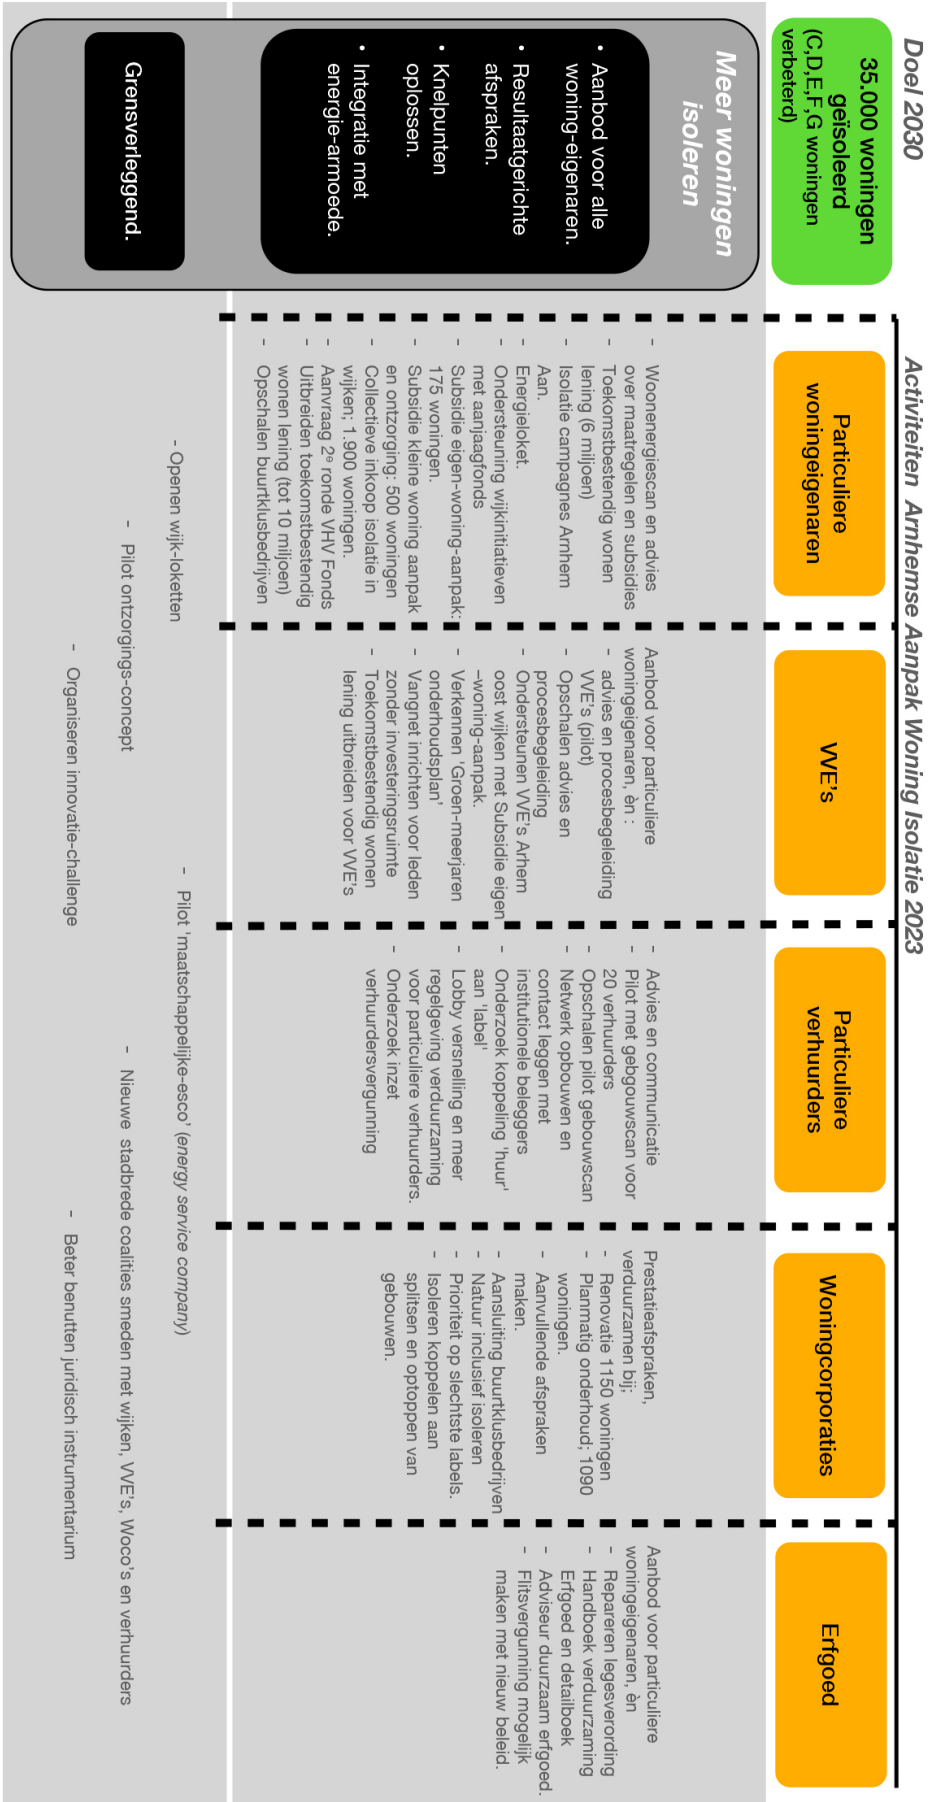 Doel 2030
Activiteiten Arnhemse Aanpak Woning Isolatie 2023
35.000 woningen
geïsoleerd
(C,D,E,F,G woningen
verbeterd)
Meer woningen
isoleren
• Aanbod voor alle
woning-eigenaren.
• Resultaatgerichte
afspraken.
• Knelpunten
oplossen.
• Integratie met
energie-armoede.
Grensverleggend.
Particuliere
woningeigenaren
- Woonenergiescan en advies
over maatregelen en subsidies
- Toekomstbestendig wonen
lening (6 miljoen)
- Isolatie campagnes Arnhem
Aan.
- Energieloket.
- Ondersteuning wijkinitiatieven
met aanjaagfonds
- Subsidie eigen-woning-aanpak:
175 woningen.
- Subsidie kleine woning aanpak
en ontzorging: 500 woningen
- Collectieve inkoop isolatie in
wijken; 1.900 woningen.
- Aanvraag 2e ronde VHV Fonds
- Uitbreiden toekomstbestendig
wonen lening (tot 10 miljoen)
- Opschalen buurtklusbedrijven
VVE's
Aanbod voor particuliere
woningeigenaren, èn :
- advies en procesbegeleiding
VVE's (pilot)
- Opschalen advies en
procesbegeleiding
- Ondersteunen VVE's Arhem
oost wijken met Subsidie eigen
–woning-aanpak.
- Verkennen 'Groen-meerjaren
onderhoudsplan'
- Vangnet inrichten voor leden
zonder investeringsruimte
- Toekomstbestendig wonen
lening uitbreiden voor VVE's
Particuliere
verhuurders
- Advies en communicatie
- Pilot met gebgouwscan voor
20 verhuurders
- Opschalen pilot gebouwscan
- Netwerk opbouwen en
contact leggen met
institutionele beleggers
- Onderzoek koppeling 'huur'
aan 'label'
- Lobby versnelling en meer
regelgeving verduurzaming
voor particuliere verhuurders.
- Onderzoek inzet
verhuurdersvergunning
Woningcorporaties
Prestatieafspraken,
verduurzamen bij;
- Renovatie 1150 woningen
- Planmatig onderhoud; 1090
woningen.
- Aanvullende afspraken
maken.
- Aansluiting buurtklusbedrijven
- Natuur inclusief isoleren
- Prioriteit op slechtste labels.
- Isoleren koppelen aan
splitsen en optoppen van
gebouwen.
Erfgoed
Aanbod voor particuliere
woningeigenaren, èn
- Repareren legesverording
- Handboek verduurzaming
Erfgoed en detailboek
- Adviseur duurzaam erfgoed.
- Flitsvergunning mogelijk
maken met nieuw beleid.
- Openen wijk-loketten
- Pilot 'maatschappelijke-esco' (energy service company)
- Pilot ontzorgings-concept
- Nieuwe stadbrede coalities smeden met wijken, VVE's, Woco's en verhuurders
- Organiseren innovatie-challenge
- Beter benutten juridisch instrumentarium